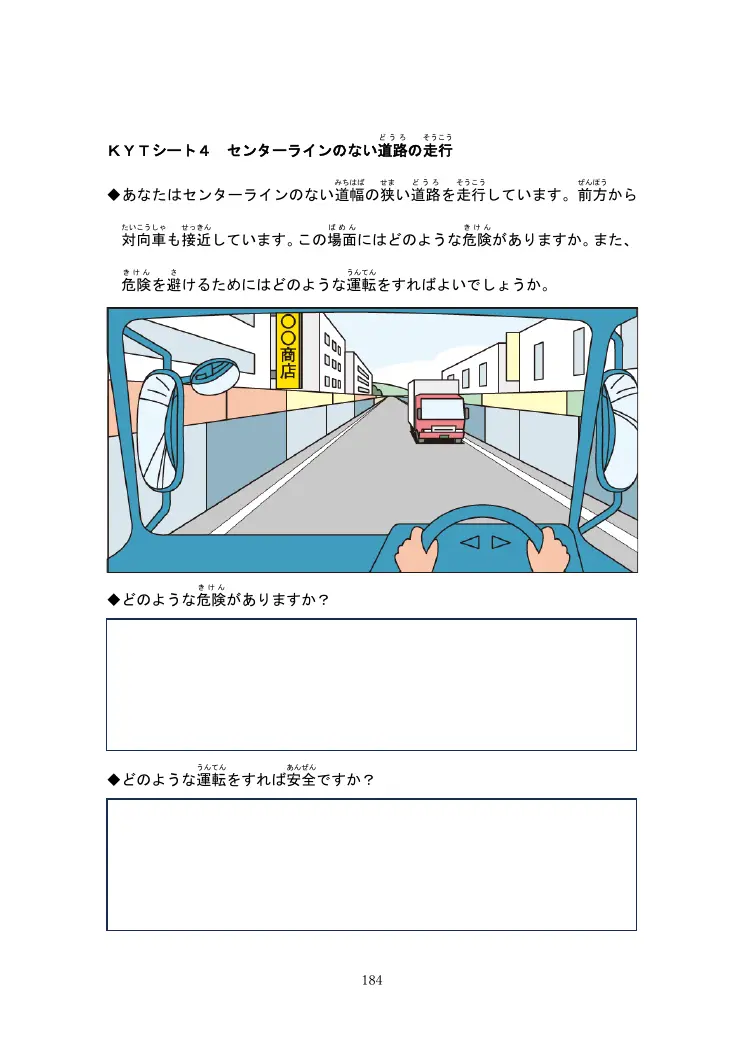 どうろ そうこう
ＫＹＴシート４　センターラインのない道路の走行
みちはば せま どうろ そうこう ぜんぽう
◆あなたはセンターラインのない道幅の狭い道路を走行しています。前方から
たいこうしゃ せっきん ばめん きけん
対向車も接近しています。この場面にはどのような危険がありますか。また、
きけん さ うんてん
危険を避けるためにはどのような運転をすればよいでしょうか。
〇〇商店
きけん
◆どのような危険がありますか？
うんてん あんぜん
◆どのような運転をすれば安全ですか？
184